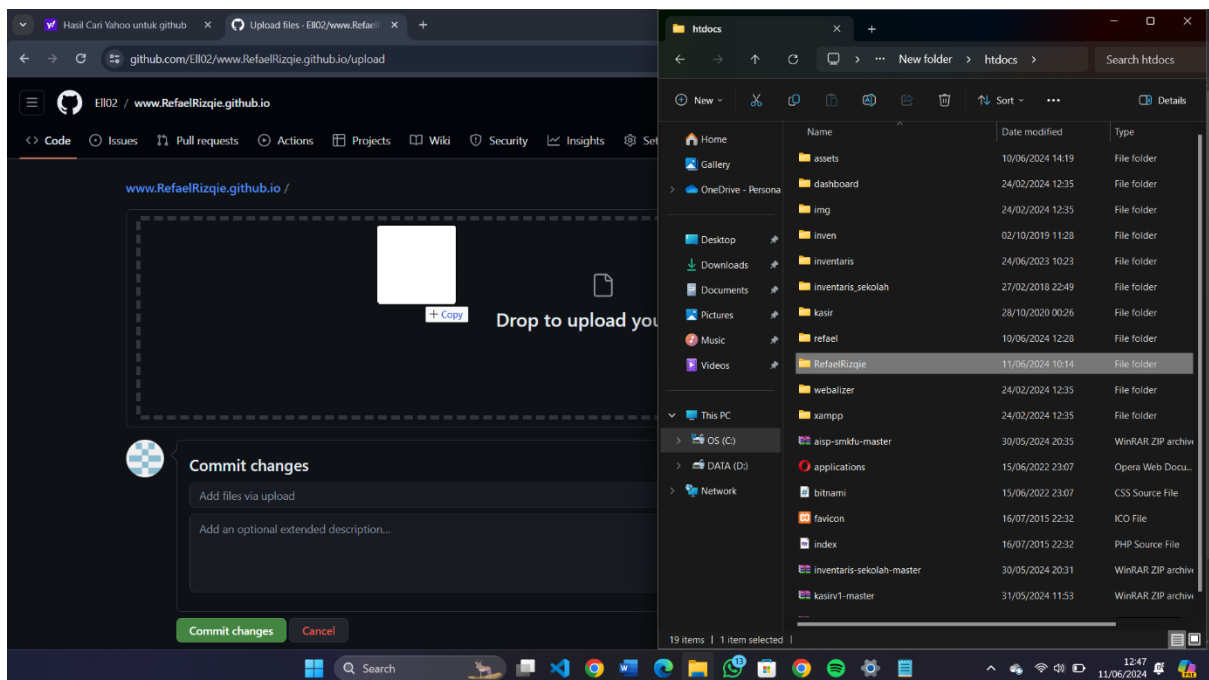 Hasil Cari Yahoo untuk github
Upload files · Ell02/www.Refael
github.com/Ell02/www.RefaelRizqie.github.io/upload
Ell02 / www.RefaelRizqie.github.io
Code Issues Pull requests Actions Projects Wiki Security Insights Set
www.RefaelRizqie.github.io /
+ Copy
Drop to upload you
Commit changes
Add files via upload
Add an optional extended description...
Commit changes Cancel
htdocs
New folder > htdocs > Search htdocs
New Sort ... Details
Home
Gallery
OneDrive - Persona
Desktop
Downloads
Documents
Pictures
Music
Videos
This PC
OS (C:)
DATA (D:)
Network
Name Date modified Type
assets 10/06/2024 14:19 File folder
dashboard 24/02/2024 12:35 File folder
img 24/02/2024 12:35 File folder
inven 02/10/2019 11:28 File folder
inventaris 24/06/2023 10:23 File folder
inventaris_sekolah 27/02/2018 22:49 File folder
kasir 28/10/2020 00:26 File folder
refael 10/06/2024 12:28 File folder
RefaelRizqie 11/06/2024 10:14 File folder
webalizer 24/02/2024 12:35 File folder
xampp 24/02/2024 12:35 File folder
aisp-smkfu-master 30/05/2024 20:35 WinRAR ZIP archive
applications 15/06/2022 23:07 Opera Web Docu...
bitnami 15/06/2022 23:07 CSS Source File
favicon 16/07/2015 22:32 ICO File
index 16/07/2015 22:32 PHP Source File
inventaris-sekolah-master 30/05/2024 20:31 WinRAR ZIP archive
kasirv1-master 31/05/2024 11:53 WinRAR ZIP archive
19 items | 1 item selected |
Search
13
12:47
11/06/2024